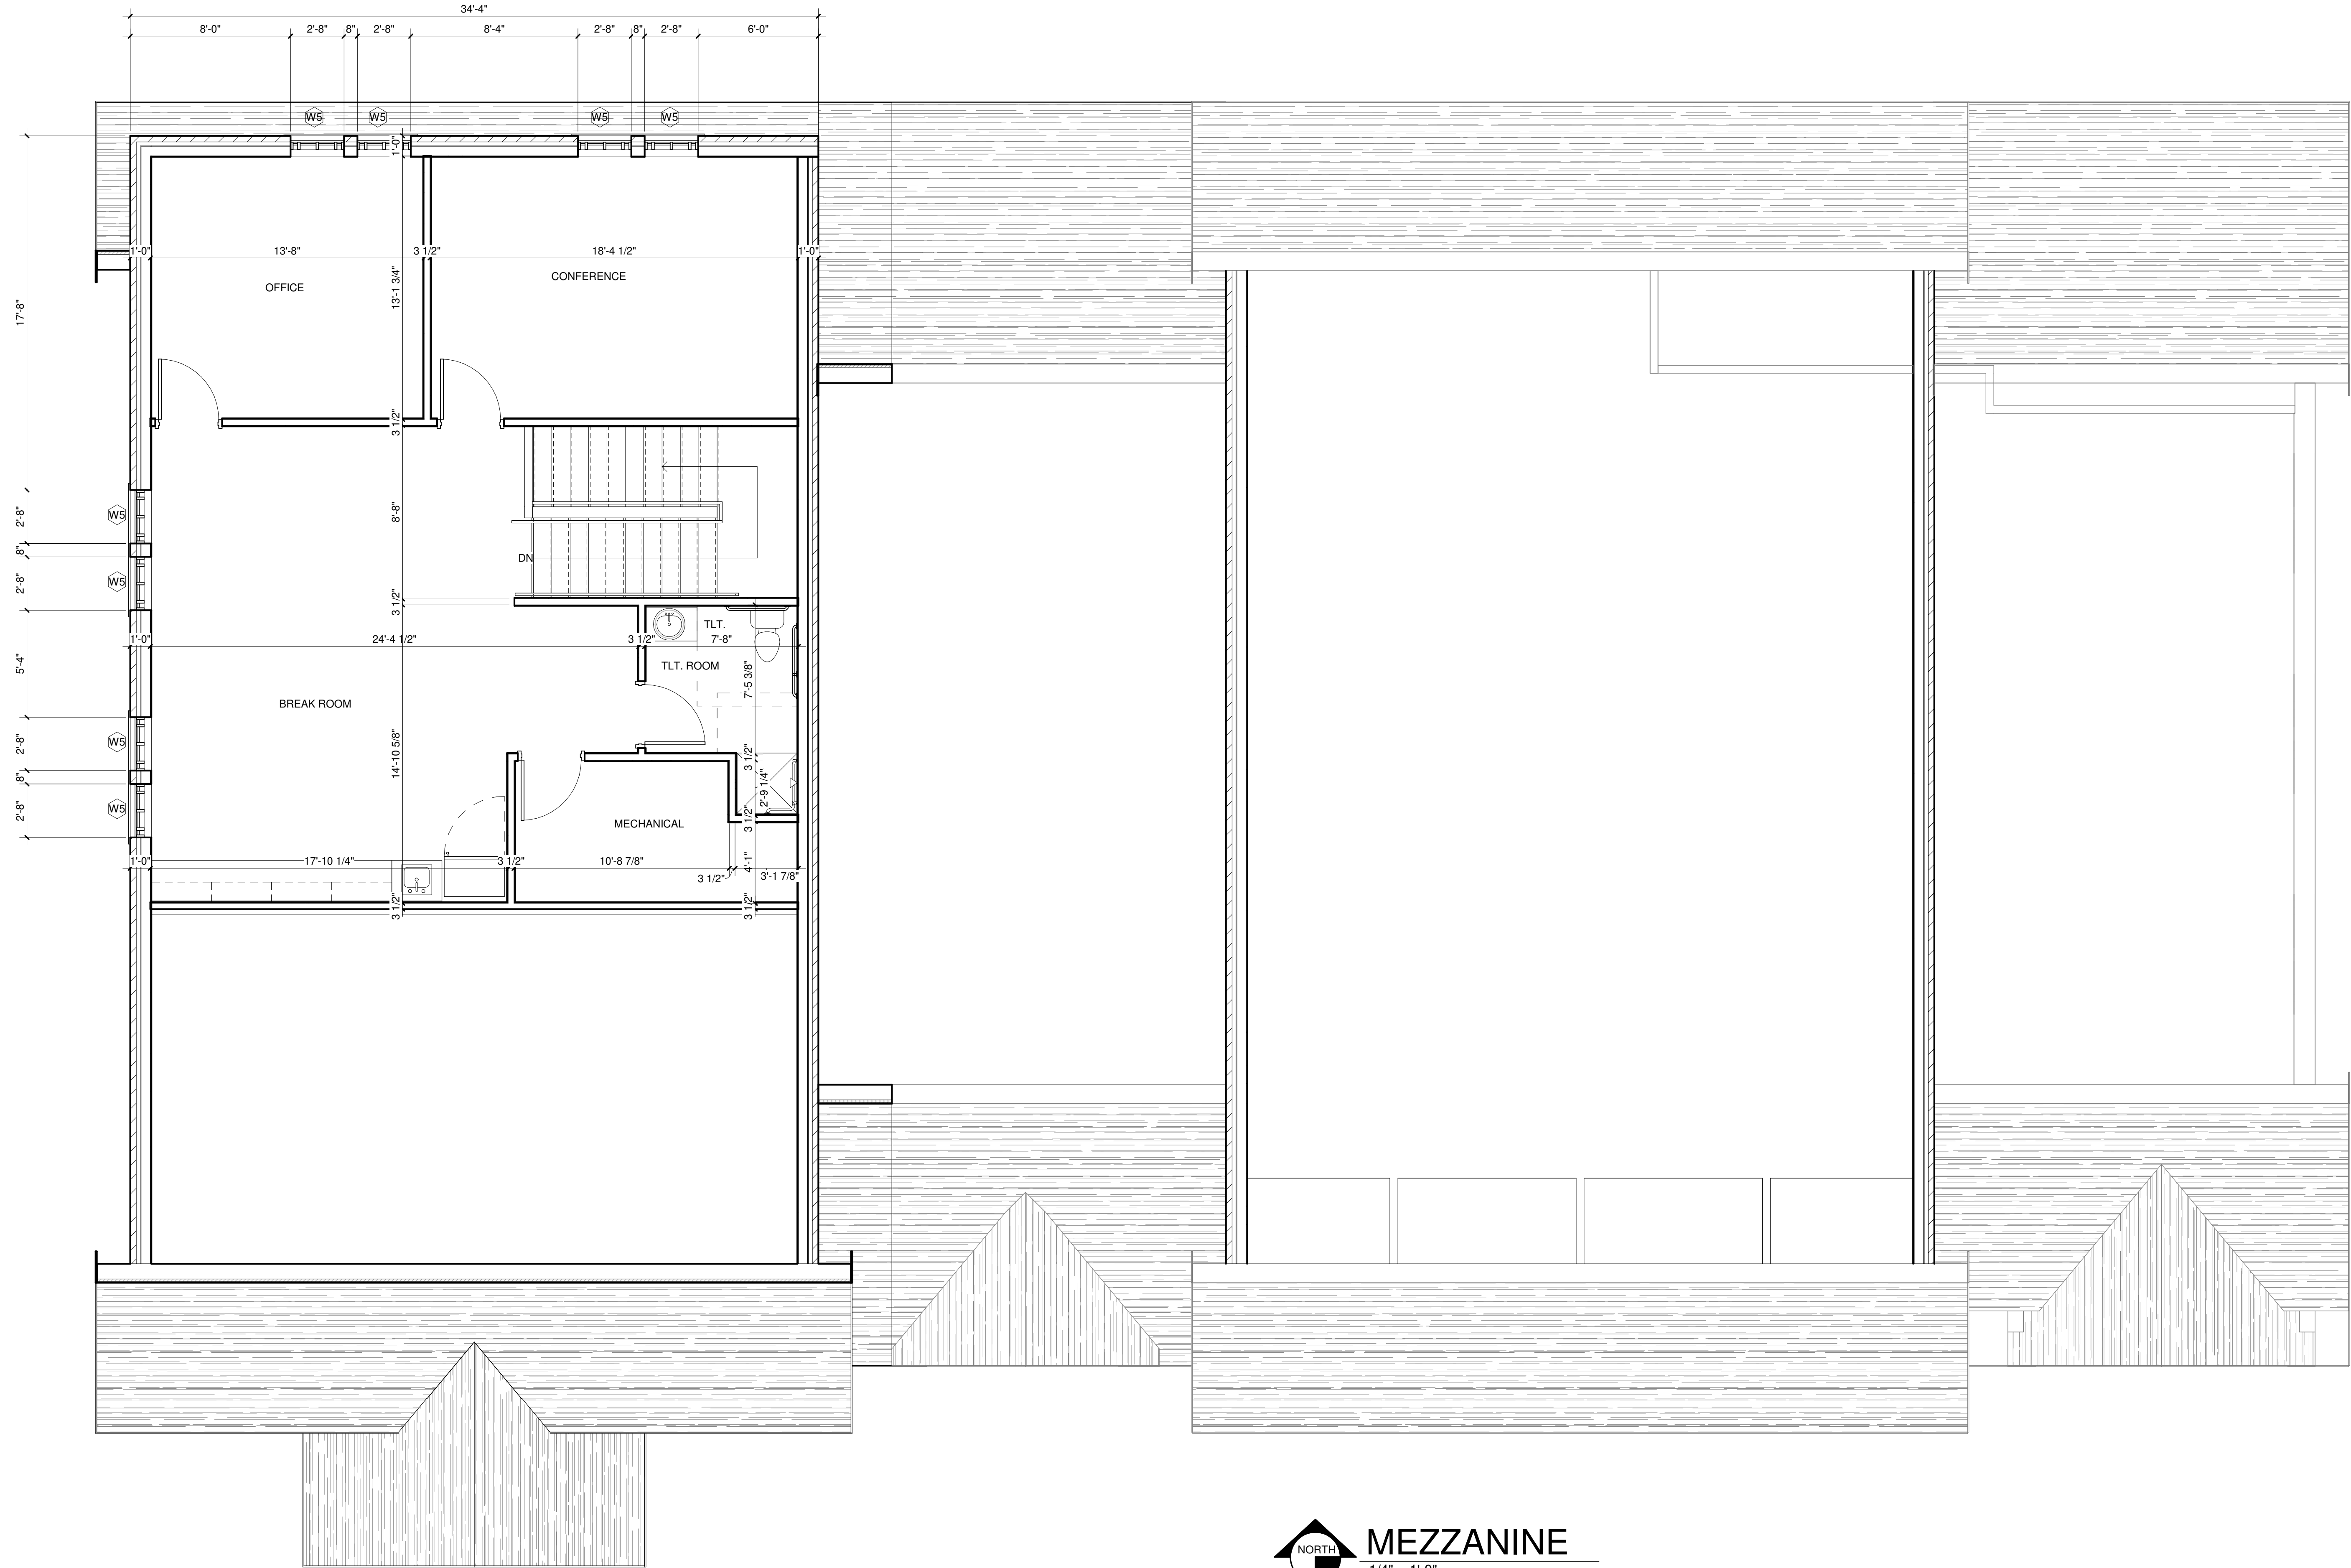 34'-4"
8'-0" 2'-8" 8" 2'-8" 8'-4" 2'-8" 8" 2'-8" 6'-0"
W5 W5 W5 W5
1'-0"
17'-8"
1'-0" 13'-8" 3 1/2" 18'-4 1/2" 1'-0"
OFFICE
CONFERENCE
13'-1 3/4"
3 1/2"
2'-8"
W5
8'-8"
8"
DN
2'-8"
W5
3 1/2"
TLT.
1'-0" 24'-4 1/2" 3 1/2" 7'-8"
5'-4"
TLT. ROOM
7'-5 3/8"
BREAK ROOM
2'-8"
W5
14'-10 5/8"
3 1/2"
8"
2'-9 1/4"
2'-8"
W5
3 1/2"
MECHANICAL
1'-0" 17'-10 1/4" 3 1/2" 10'-8 7/8"
4'-1"
3 1/2" 3'-1 7/8"
3 1/2" 3 1/2"
NORTH
MEZZANINE